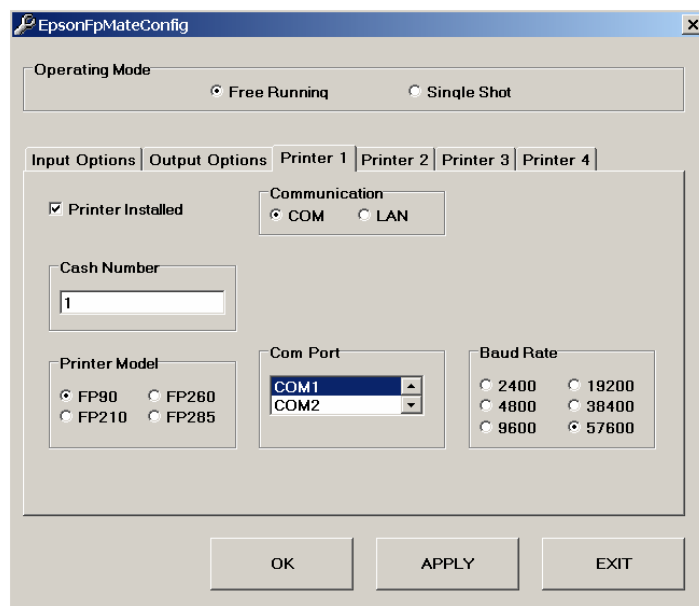 EpsonFpMateConfig
Operating Mode
Free Running Single Shot
Input Options Output Options Printer 1 Printer 2 Printer 3 Printer 4
Printer Installed
Communication
COM LAN
Cash Number
1
Printer Model
FP90 FP260
FP210 FP285
Com Port
COM1
COM2
Baud Rate
2400 19200
4800 38400
9600 57600
OK APPLY EXIT